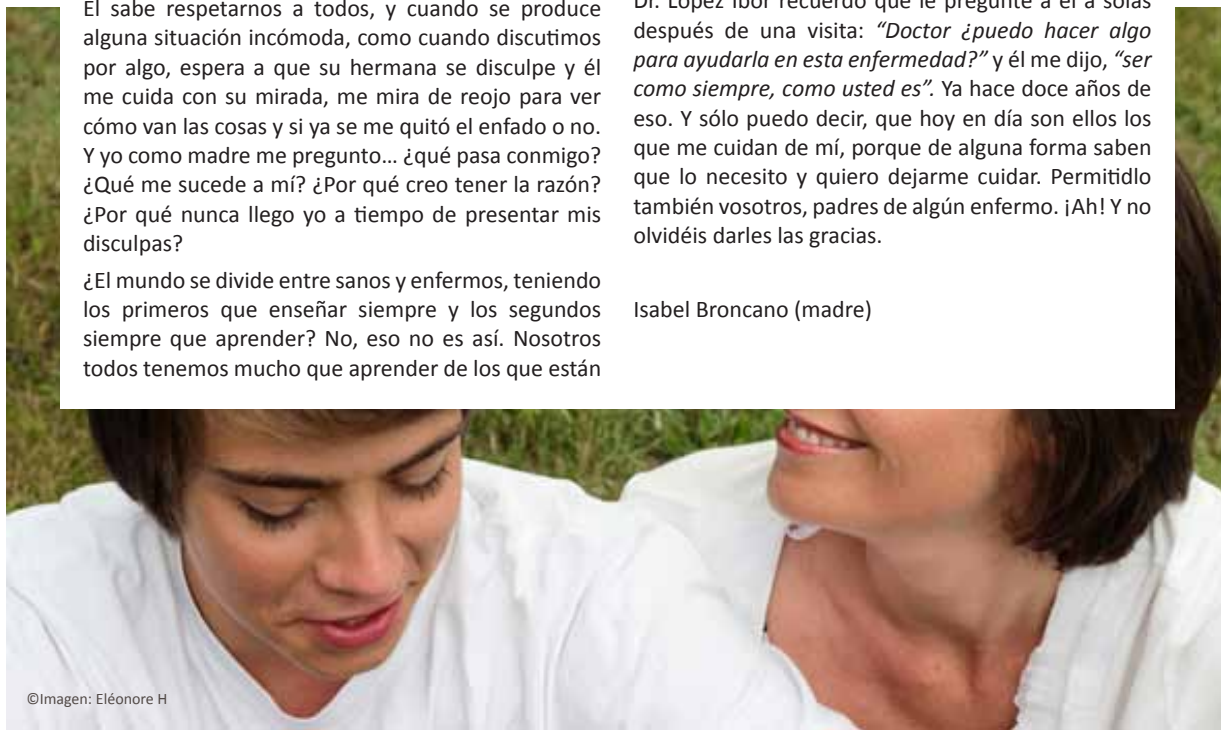 Él sabe respetarnos a todos, y cuando se produce
alguna situación incómoda, como cuando discutimos
por algo, espera a que su hermana se disculpe y él
me cuida con su mirada, me mira de reojo para ver
cómo van las cosas y si ya se me quitó el enfado o no.
Y yo como madre me pregunto… ¿qué pasa conmigo?
¿Qué me sucede a mí? ¿Por qué creo tener la razón?
¿Por qué nunca llego yo a tiempo de presentar mis
disculpas?
¿El mundo se divide entre sanos y enfermos, teniendo
los primeros que enseñar siempre y los segundos
siempre que aprender? No, eso no es así. Nosotros
todos tenemos mucho que aprender de los que están
Dr. López Ibor recuerdo que le pregunté a él a solas
después de una visita: “Doctor ¿puedo hacer algo
para ayudarla en esta enfermedad?” y él me dijo, “ser
como siempre, como usted es”. Ya hace doce años de
eso. Y sólo puedo decir, que hoy en día son ellos los
que me cuidan de mí, porque de alguna forma saben
que lo necesito y quiero dejarme cuidar. Permitidlo
también vosotros, padres de algún enfermo. ¡Ah! Y no
olvidéis darles las gracias.
Isabel Broncano (madre)
©Imagen: Eléonore H